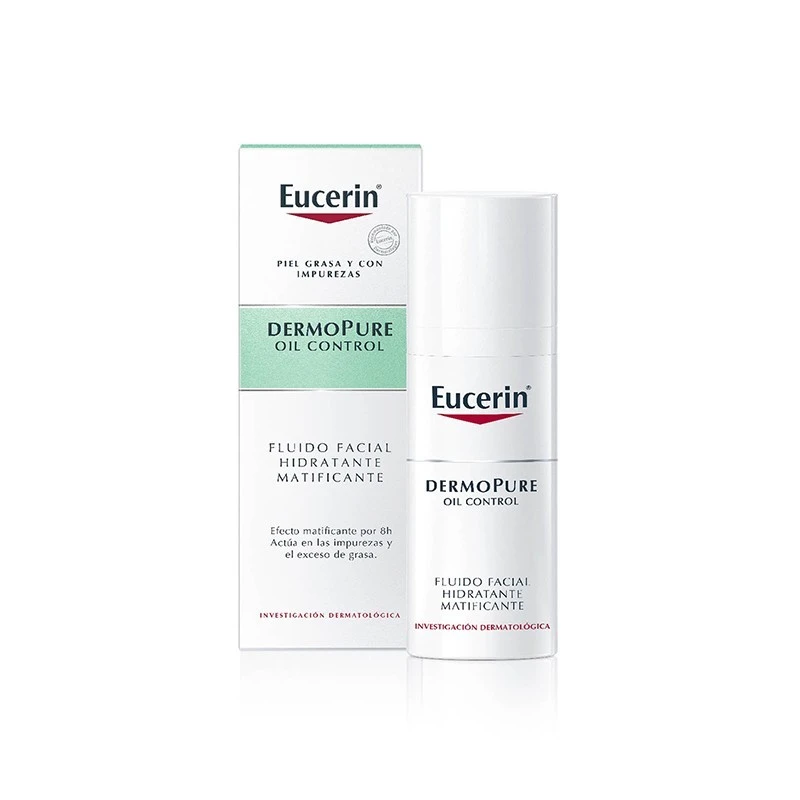 Eucerin®
PIEL GRASA Y CON
IMPUREZAS
DERMOPURE
OIL CONTROL
FLUIDO FACIAL
HIDRATANTE
MATIFICANTE
Efecto matificante por 8h
Actúa en las impurezas y
el exceso de grasa.
INVESTIGACIÓN DERMATOLÓGICA
Eucerin®
DERMOPURE
OIL CONTROL
FLUIDO FACIAL
HIDRATANTE
MATIFICANTE
INVESTIGACIÓN DERMATOLÓGICA